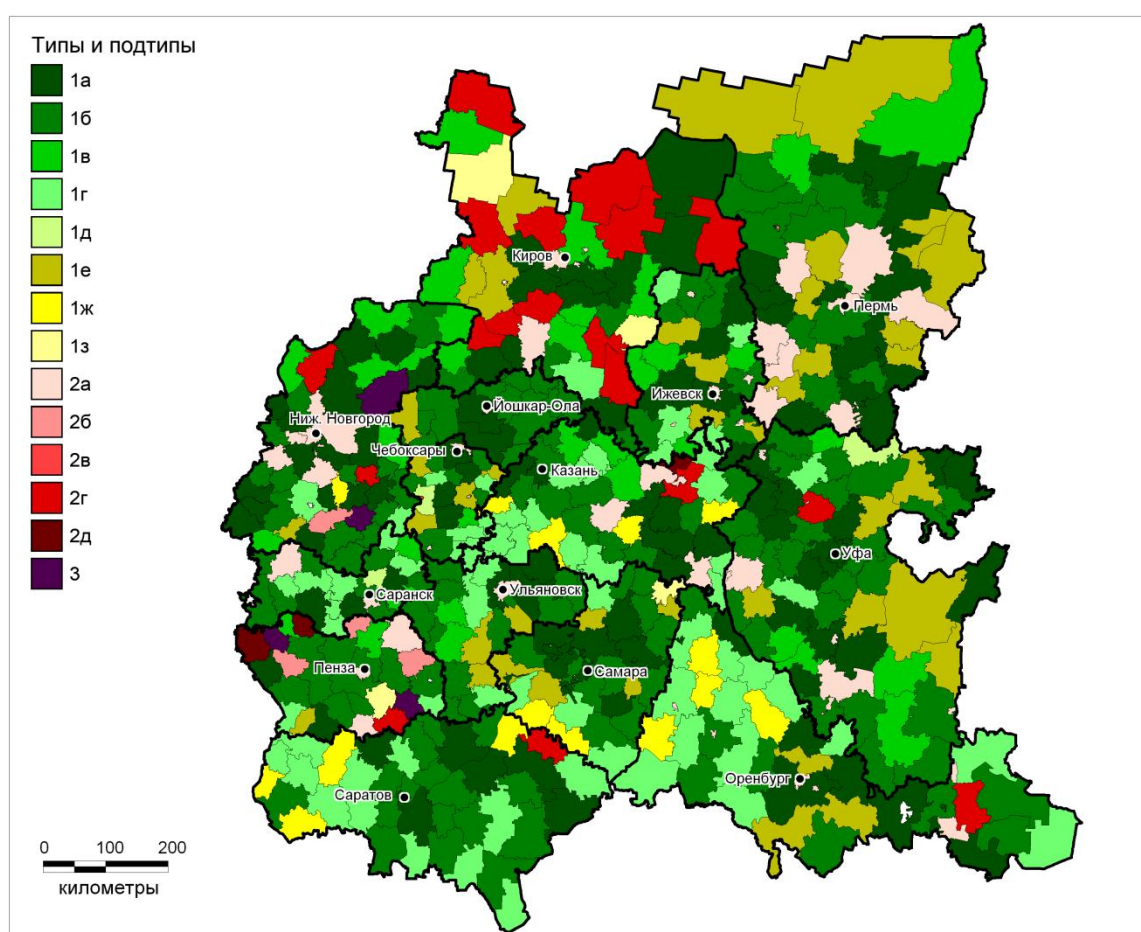 Типы и подтипы
1а
1б
1в
1г
1д
1е
1ж
1з
2а
2б
2в
2г
2д
3
Киров
Пермь
Ижевск
Йошкар-Ола
Ниж. Новгород
Чебоксары
Казань
Уфа
Ульяновск
Саранск
Пенза
Самара
Оренбург
Саратов
0 100 200
километры